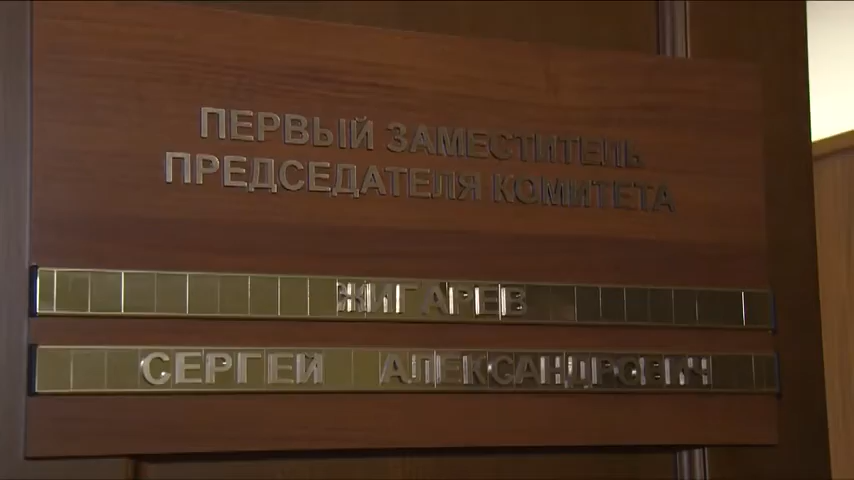 ПЕРВЫЙ ЗАМЕСТИТЕЛЬ
ПРЕДСЕДАТЕЛЯ КОМИТЕТА
ЖИГАРЕВ
СЕРГЕЙ АЛЕКСАНДРОВИЧ